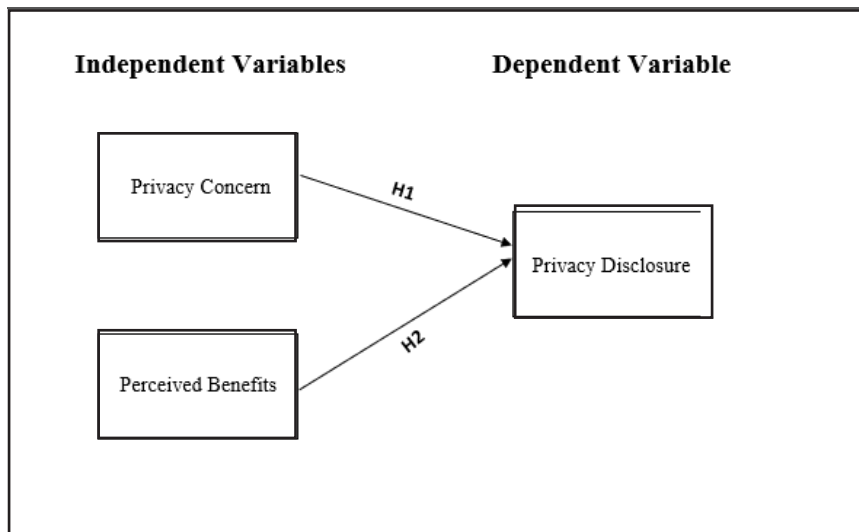 Independent Variables
Dependent Variable
Privacy Concern
H1
Privacy Disclosure
H2
Perceived Benefits